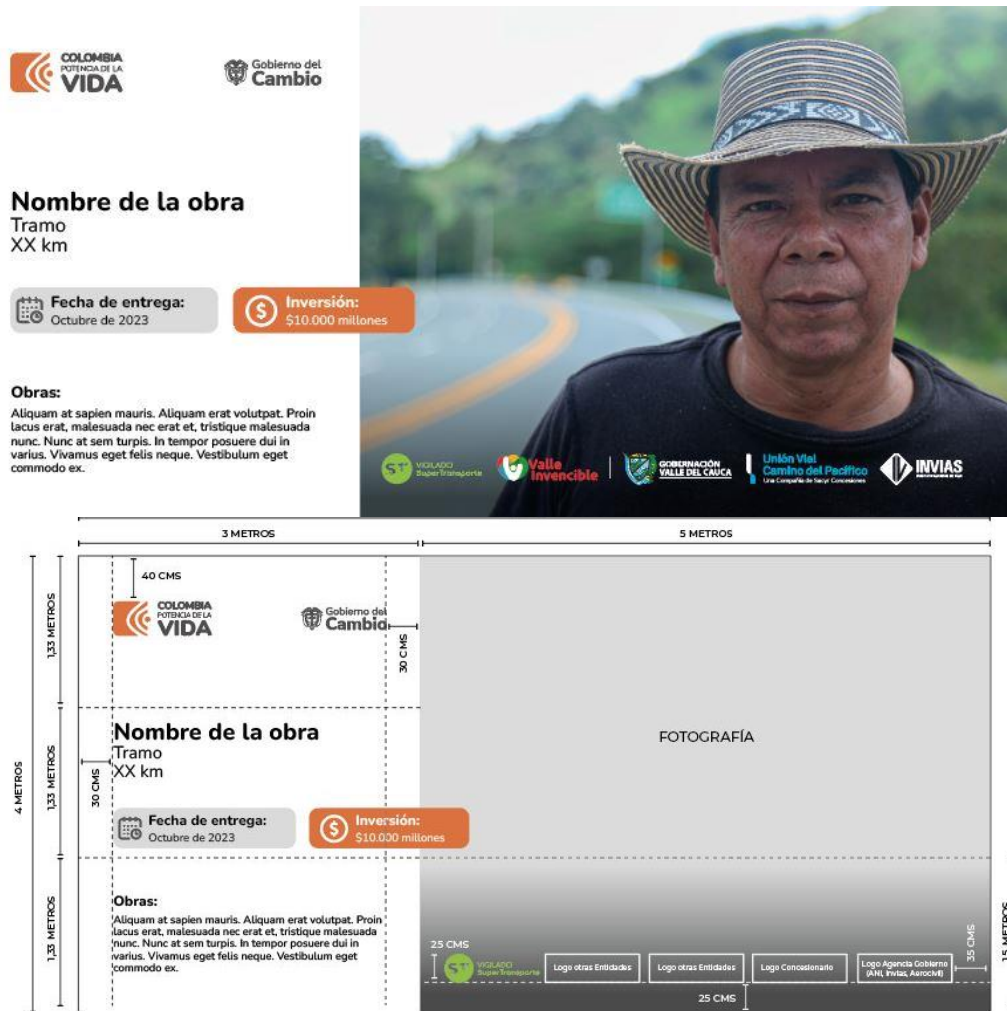 COLOMBIA
POTENCIA DE LA
VIDA
Gobierno del
Cambio
Nombre de la obra
Tramo
XX km
Fecha de entrega:
Octubre de 2023
Inversión:
$10.000 millones
Obras:
Aliquam at sapien mauris. Aliquam erat volutpat. Proin
lacus erat, malesuada nec erat et, tristique malesuada
nunc. Nunc at sem turpis. In tempor posuere dui in
varius. Vivamus eget felis neque. Vestibulum eget
commodo ex.
ST
VIGILADO
SuperTransporte
Valle
Invencible
GOBERNACIÓN
VALLE DEL CAUCA
Unión Vial
Camino del Pacífico
Una Compañía de Sacyr Concesiones
INVIAS
3 METROS
5 METROS
40 CMS
4 METROS
1,33 METROS
1,33 METROS
1,33 METROS
COLOMBIA
POTENCIA DE LA
VIDA
Gobierno del
Cambio
30 CMS
30 CMS
Nombre de la obra
Tramo
XX km
Fecha de entrega:
Octubre de 2023
Inversión:
$10.000 millones
FOTOGRAFÍA
Obras:
Aliquam at sapien mauris. Aliquam erat volutpat. Proin
lacus erat, malesuada nec erat et, tristique malesuada
nunc. Nunc at sem turpis. In tempor posuere dui in
varius. Vivamus eget felis neque. Vestibulum eget
commodo ex.
25 CMS
ST
VIGILADO
SuperTransporte
Logo otras Entidades
Logo otras Entidades
Logo Concesionario
Logo Agencia Gobierno
(ANI, Invias, Aerocivil)
35 CMS
25 CMS